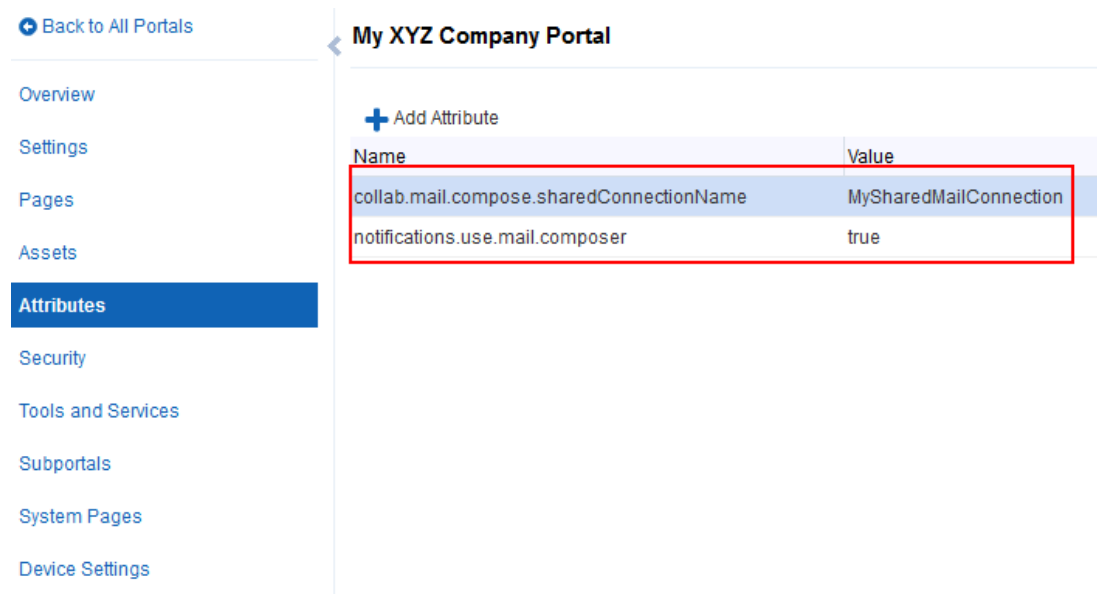 Back to All Portals
My XYZ Company Portal
Overview
Settings
Pages
Assets
Attributes
Security
Tools and Services
Subportals
System Pages
Device Settings
Add Attribute
Name Value
collab.mail.compose.sharedConnectionName MySharedMailConnection
notifications.use.mail.composer true